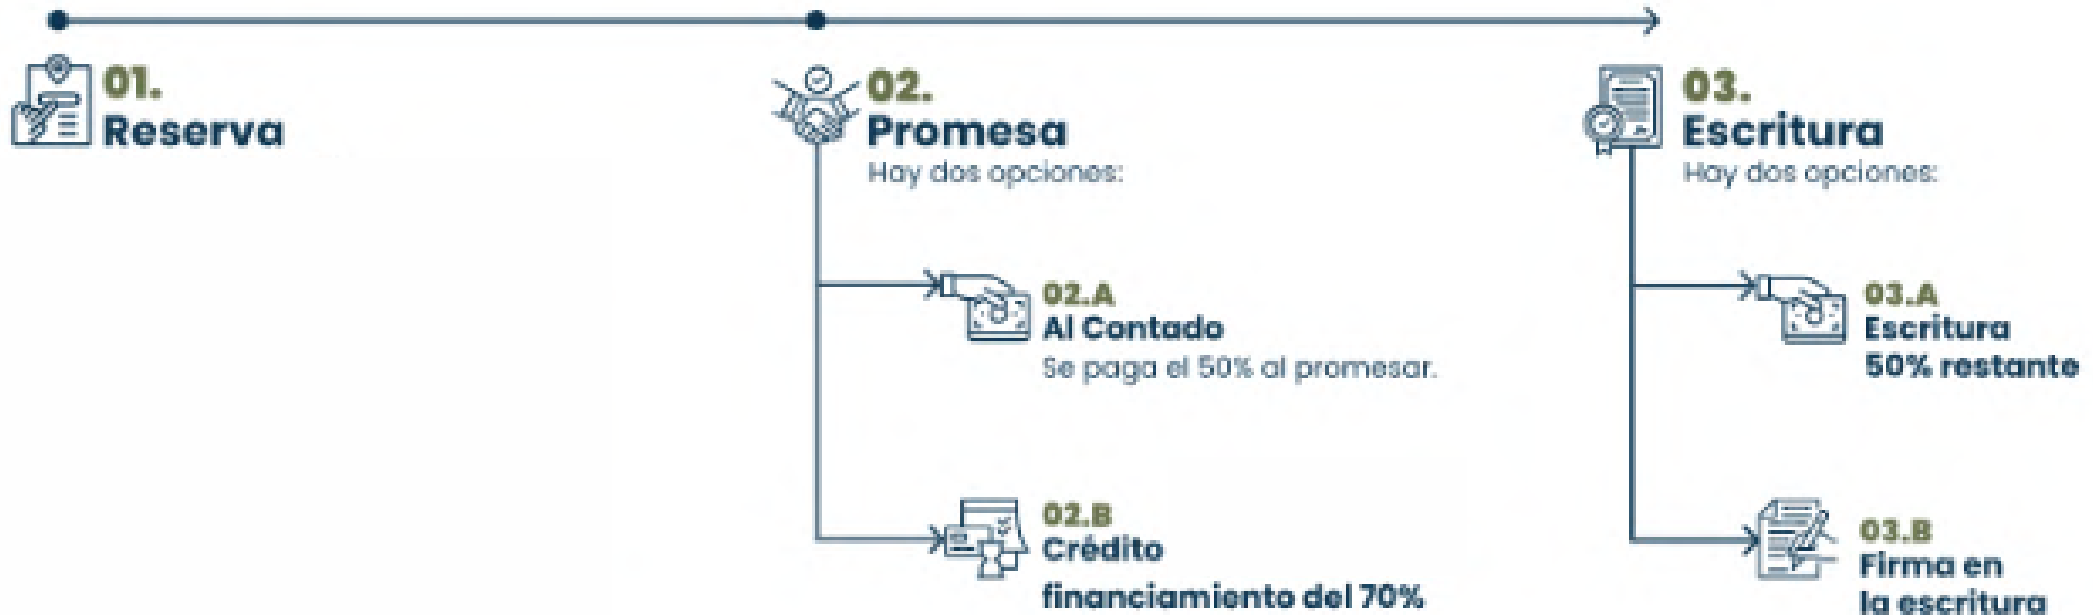 01.
Reserva
02.
Promesa
Hay dos opciones:
02.A
Al Contado
Se paga el 50% al promesar.
02.B
Crédito
financiamiento del 70%
03.
Escritura
Hay dos opciones:
03.A
Escritura
50% restante
03.B
Firma en
la escritura